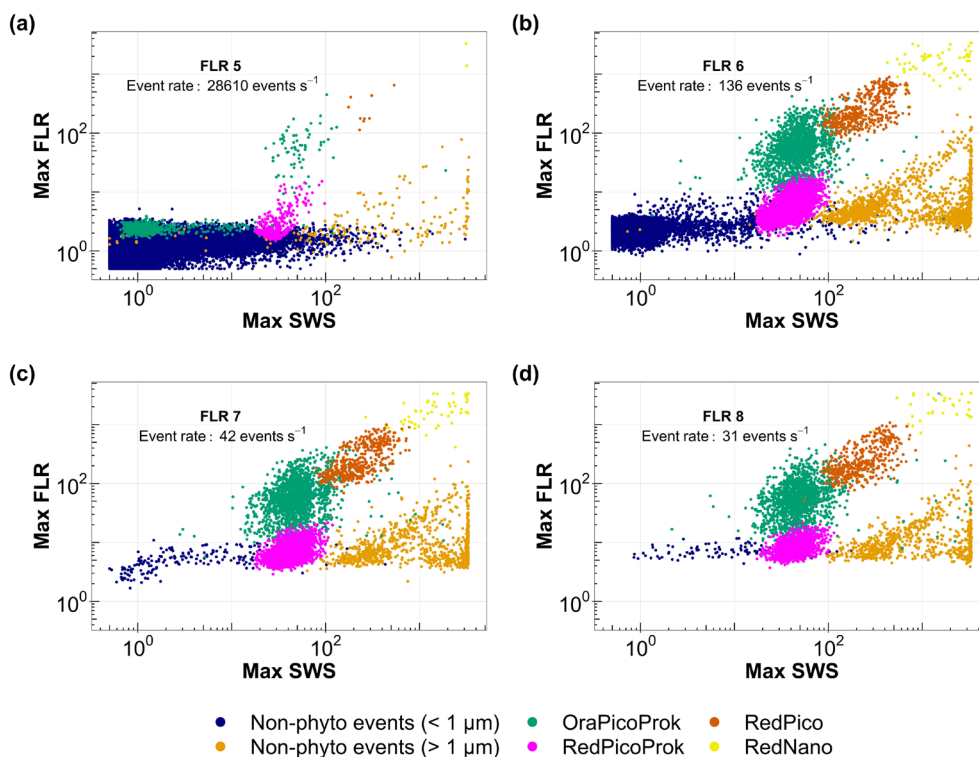 (a)
FLR 5
Event rate : 28610 events s⁻¹
Max FLR
10²
10⁰
10⁰
10²
Max SWS
(b)
FLR 6
Event rate : 136 events s⁻¹
Max FLR
10²
10⁰
10⁰
10²
Max SWS
(c)
FLR 7
Event rate : 42 events s⁻¹
Max FLR
10²
10⁰
10⁰
10²
Max SWS
(d)
FLR 8
Event rate : 31 events s⁻¹
Max FLR
10²
10⁰
10⁰
10²
Max SWS
Non-phyto events (< 1 µm)
OraPicoProk
RedPico
Non-phyto events (> 1 µm)
RedPicoProk
RedNano